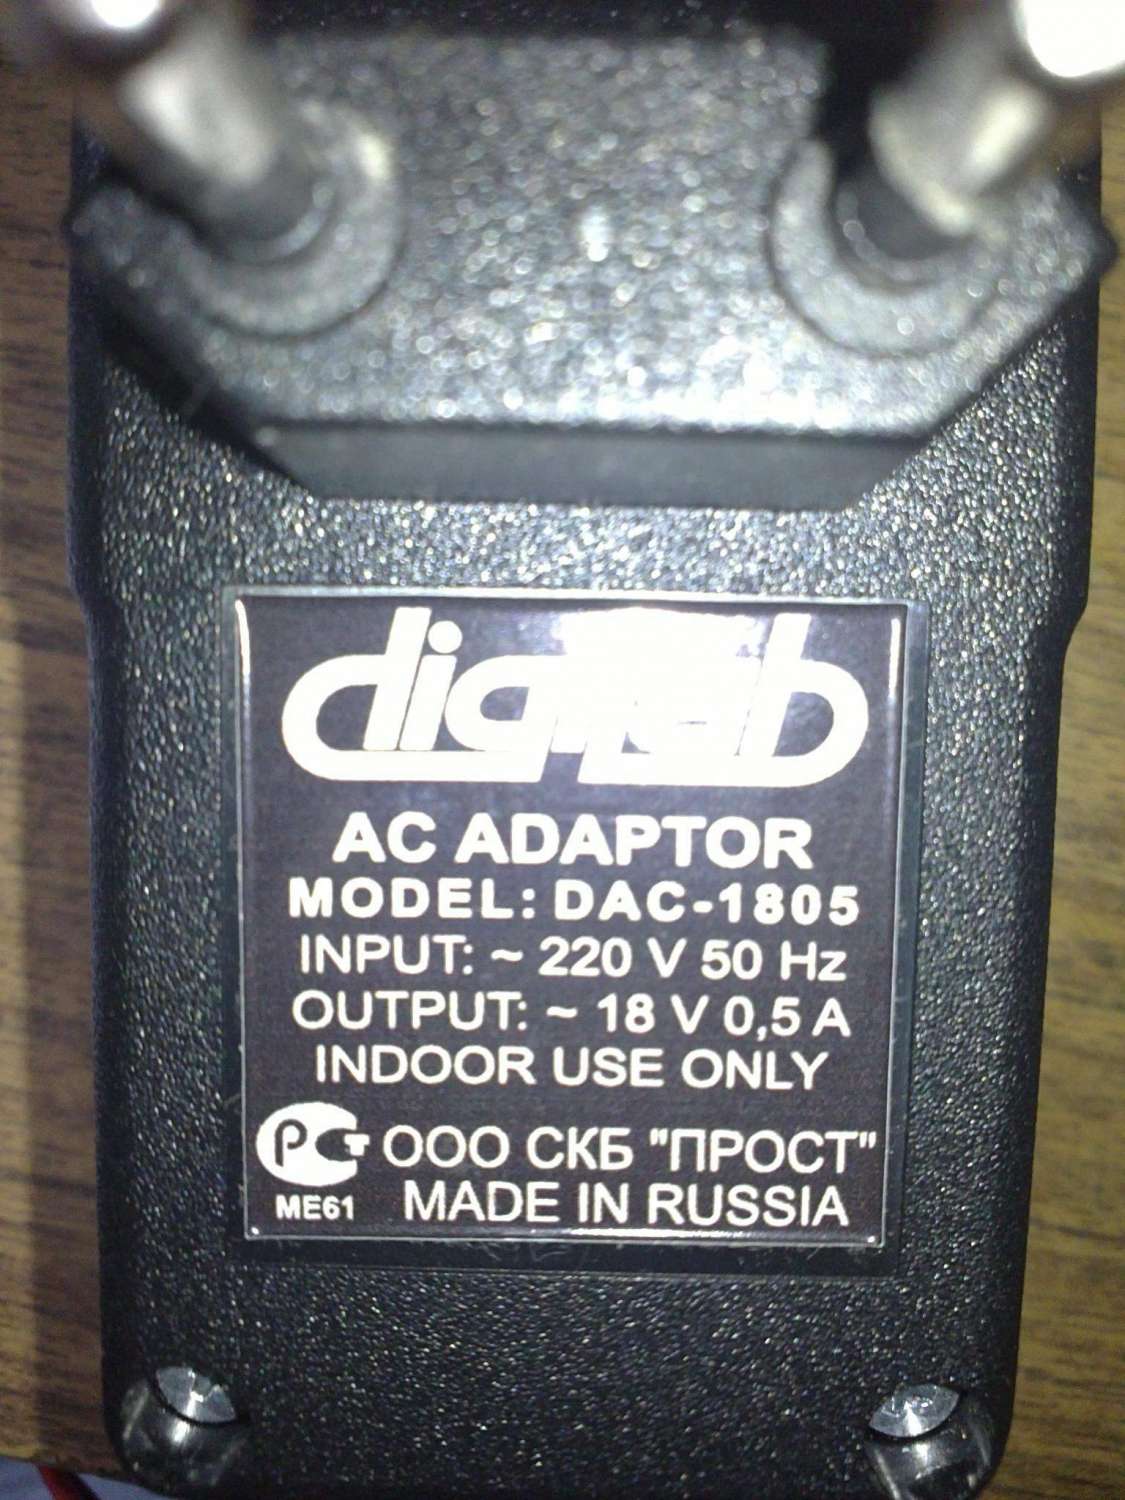 AC ADAPTOR
MODEL: DAC-1805
INPUT: ~ 220 V 50 Hz
OUTPUT: ~ 18 V 0,5 A
INDOOR USE ONLY
РСТ ООО СКБ "ПРОСТ"
ME61 MADE IN RUSSIA